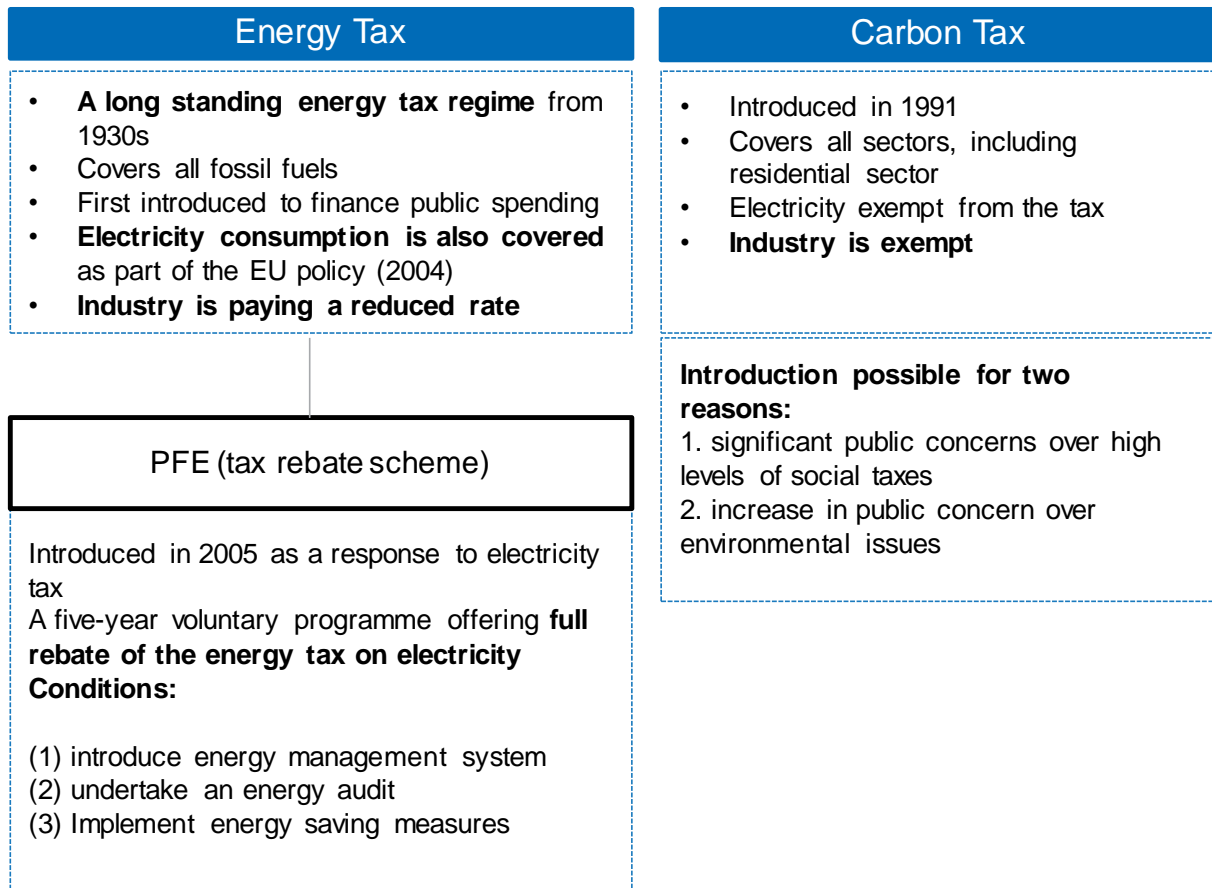 Energy Tax
• A long standing energy tax regime from
1930s
• Covers all fossil fuels
• First introduced to finance public spending
• Electricity consumption is also covered
as part of the EU policy (2004)
• Industry is paying a reduced rate
PFE (tax rebate scheme)
Introduced in 2005 as a response to electricity
tax
A five-year voluntary programme offering full
rebate of the energy tax on electricity
Conditions:
(1) introduce energy management system
(2) undertake an energy audit
(3) Implement energy saving measures
Carbon Tax
• Introduced in 1991
• Covers all sectors, including
residential sector
• Electricity exempt from the tax
• Industry is exempt
Introduction possible for two
reasons:
1. significant public concerns over high
levels of social taxes
2. increase in public concern over
environmental issues